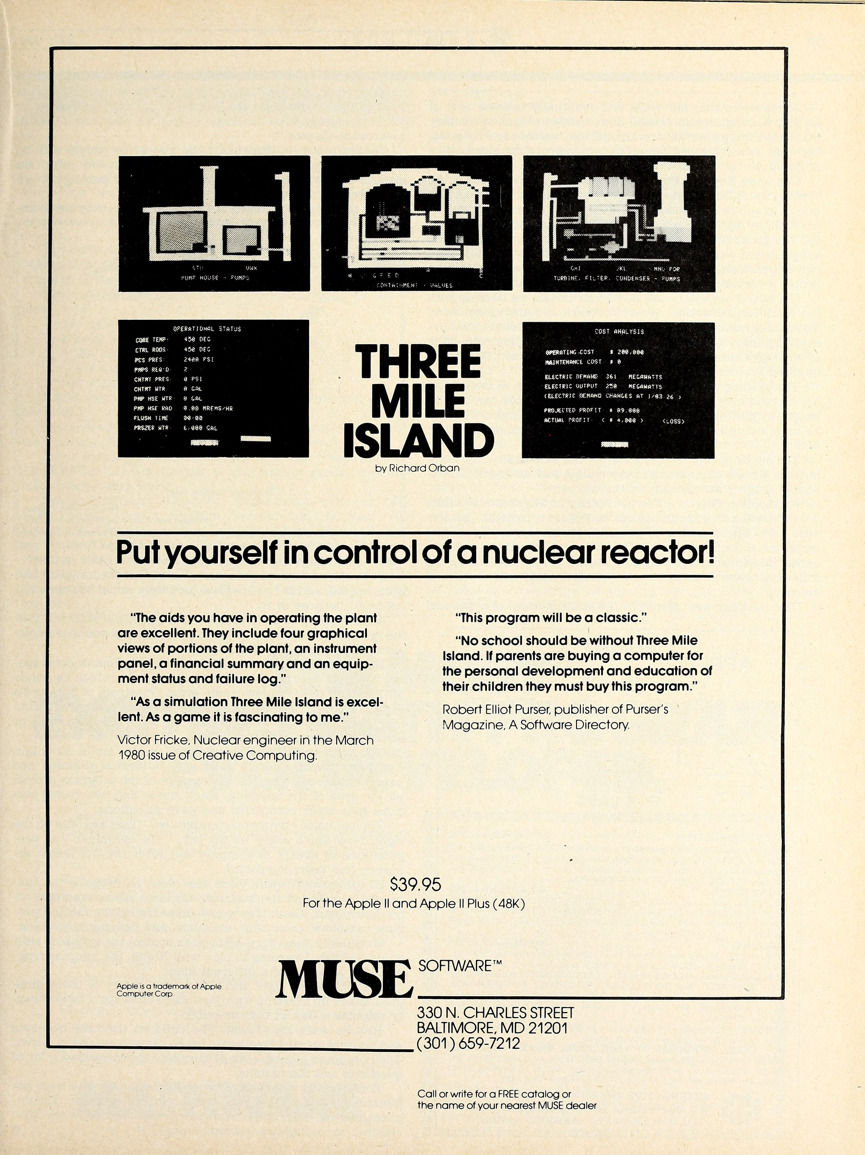 STU VWX
PUMP HOUSE - PUMPS
CONTAINMENT - VALVES
GHI JKL MNO PQR
TURBINE, FILTER, CONDENSER - PUMPS
OPERATIONAL STATUS
CORE TEMP: 450 DEG
CTRL RODS: 450 DEG
PCS PRES: 2400 PSI
PMPS REQ'D: 2
CNTMT PRES: 0 PSI
CNTMT WTR: 0 GAL
PMP HSE WTR: 0 GAL
PMP HSE RAD: 0.00 MREMS/HR
FLUSH TIME: 00:00
PRSZER WTR: 6,000 GAL
THREE
MILE
ISLAND
by Richard Orban
COST ANALYSIS
OPERATING COST $ 200,000
MAINTENANCE COST $ 0
ELECTRIC DEMAND 361 MEGAWATTS
ELECTRIC OUTPUT 250 MEGAWATTS
(ELECTRIC DEMAND CHANGES AT 1/03 26 )
PROJECTED PROFIT $ 89,000
ACTUAL PROFIT ( $ 4,000 ) (LOSS)
Put yourself in control of a nuclear reactor!
"The aids you have in operating the plant
are excellent. They include four graphical
views of portions of the plant, an instrument
panel, a financial summary and an equip-
ment status and failure log."
"As a simulation Three Mile Island is excel-
lent. As a game it is fascinating to me."
Victor Fricke, Nuclear engineer in the March
1980 issue of Creative Computing.
"This program will be a classic."
"No school should be without Three Mile
Island. If parents are buying a computer for
the personal development and education of
their children they must buy this program."
Robert Elliot Purser, publisher of Purser's
Magazine, A Software Directory.
$39.95
For the Apple II and Apple II Plus (48K)
Apple is a trademark of Apple
Computer Corp
MUSE SOFTWARE™
330 N. CHARLES STREET
BALTIMORE, MD 21201
(301) 659-7212
Call or write for a FREE catalog or
the name of your nearest MUSE dealer